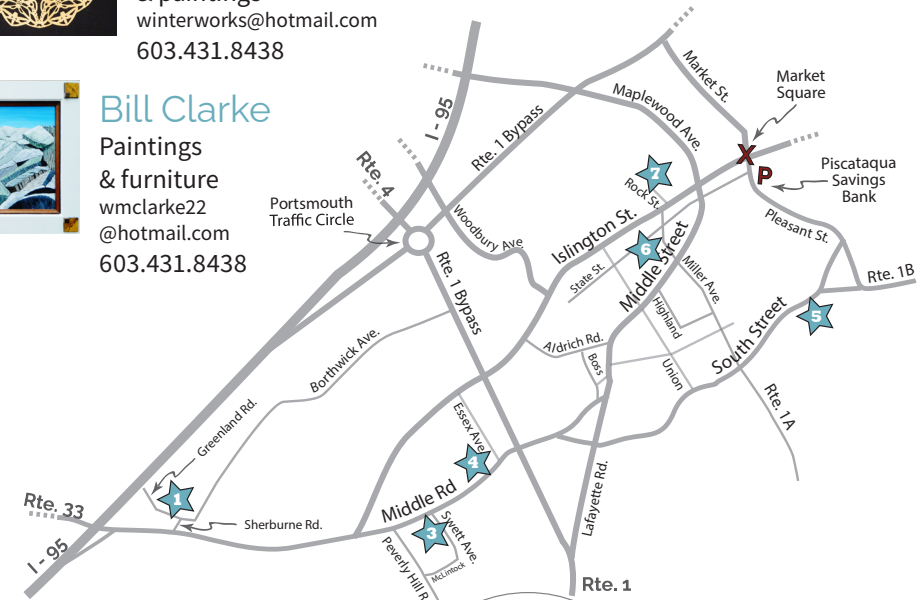 & paintings
winterworks@hotmail.com
603.431.8438
Bill Clarke
Paintings
& furniture
wmclarke22
@hotmail.com
603.431.8438
I - 95
Market St.
Market
Square
Maplewood Ave.
Rte. 1 Bypass
Rte. 4
X
P
Piscataqua
Savings
Bank
7
Rock St.
Portsmouth
Traffic Circle
Woodbury Ave.
Islington St.
Pleasant St.
6
State St.
Middle Street
Miller Ave.
Rte. 1B
Rte. 1 Bypass
Highland
5
South Street
Aldrich Rd.
Boss
Union
Borthwick Ave.
Rte. 1A
Greenland Rd.
Essex Ave.
4
1
Middle Rd
Lafayette Rd.
Rte. 33
Sherburne Rd.
3
Swett Ave.
I - 95
Peverly Hill R
McLintock
Rte. 1